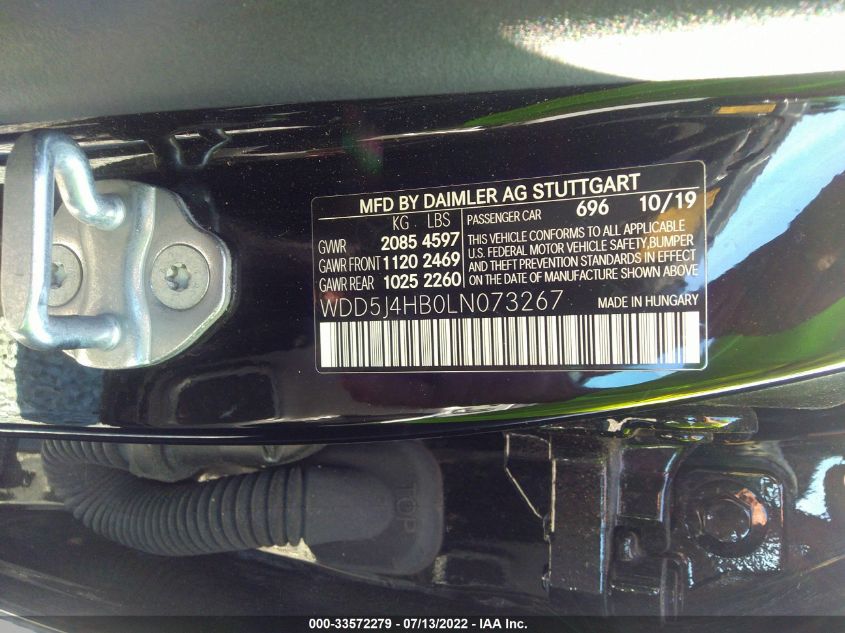 MFD BY DAIMLER AG STUTTGART
KG LBS PASSENGER CAR 696 10/19
GVWR 2085 4597 THIS VEHICLE CONFORMS TO ALL APPLICABLE
GAWR FRONT 1120 2469 U.S. FEDERAL MOTOR VEHICLE SAFETY,BUMPER
GAWR REAR 1025 2260 AND THEFT PREVENTION STANDARDS IN EFFECT
ON THE DATE OF MANUFACTURE SHOWN ABOVE
WDD5J4HB0LN073267 MADE IN HUNGARY
TOP
000-33572279 - 07/13/2022 - IAA Inc.